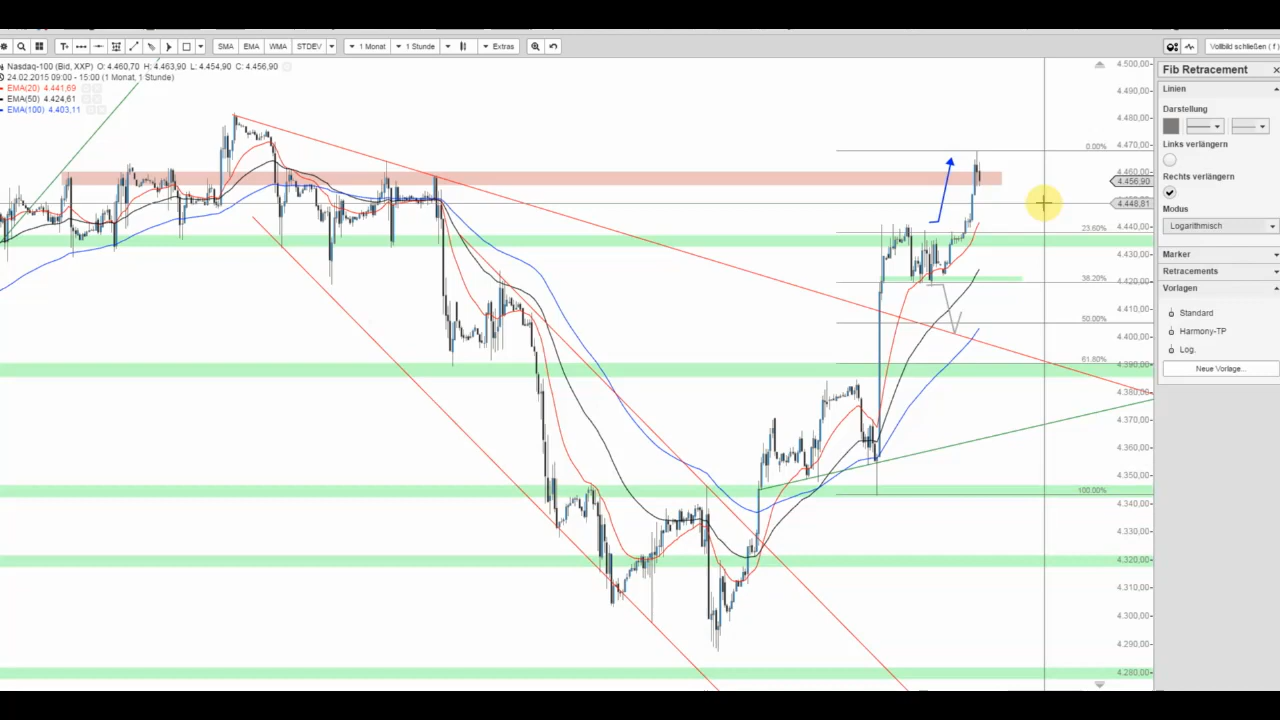 SMA EMA WMA STDEV 1 Monat 1 Stunde Extras Vollbild schließen ( f )
Nasdaq-100 (Bid, XXP) O: 4.460,70 H: 4.463,90 L: 4.454,90 C: 4.456,90
24.02.2015 09:00 - 15:00 (1 Monat, 1 Stunde)
EMA(20) 4.441,69
EMA(50) 4.424,61
EMA(100) 4.403,11
0.00%
23.60%
38.20%
50.00%
61.80%
100.00%
4.500,00
4.490,00
4.480,00
4.470,00
4.460,00
4.456,90
4.448,81
4.440,00
4.430,00
4.420,00
4.410,00
4.400,00
4.390,00
4.380,00
4.370,00
4.360,00
4.350,00
4.340,00
4.330,00
4.320,00
4.310,00
4.300,00
4.290,00
4.280,00
Fib Retracement
Linien
Darstellung
Links verlängern
Rechts verlängern
Modus
Logarithmisch
Marker
Retracements
Vorlagen
Standard
Harmony-TP
Log.
Neue Vorlage...